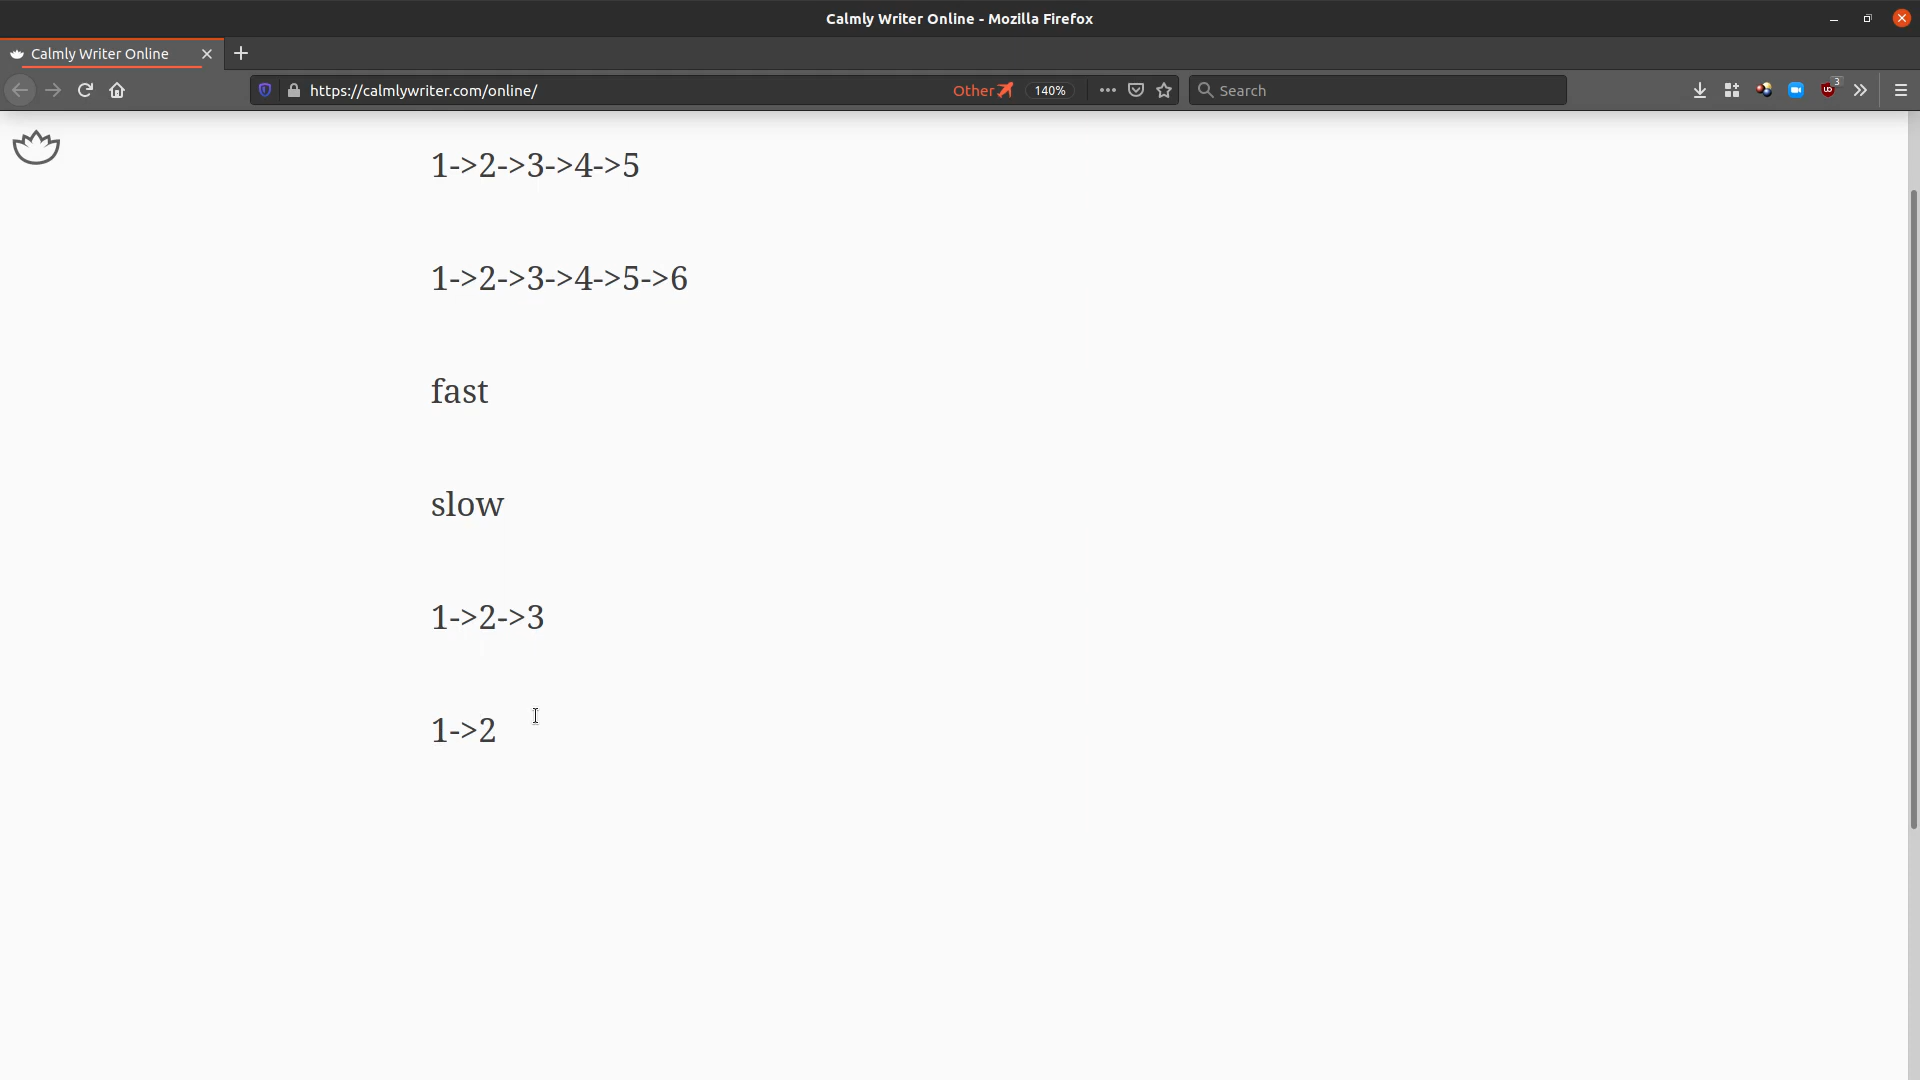 Calmly Writer Online - Mozilla Firefox
Calmly Writer Online
https://calmlywriter.com/online/
Other
140%
Search
3
1->2->3->4->5
1->2->3->4->5->6
fast
slow
1->2->3
1->2